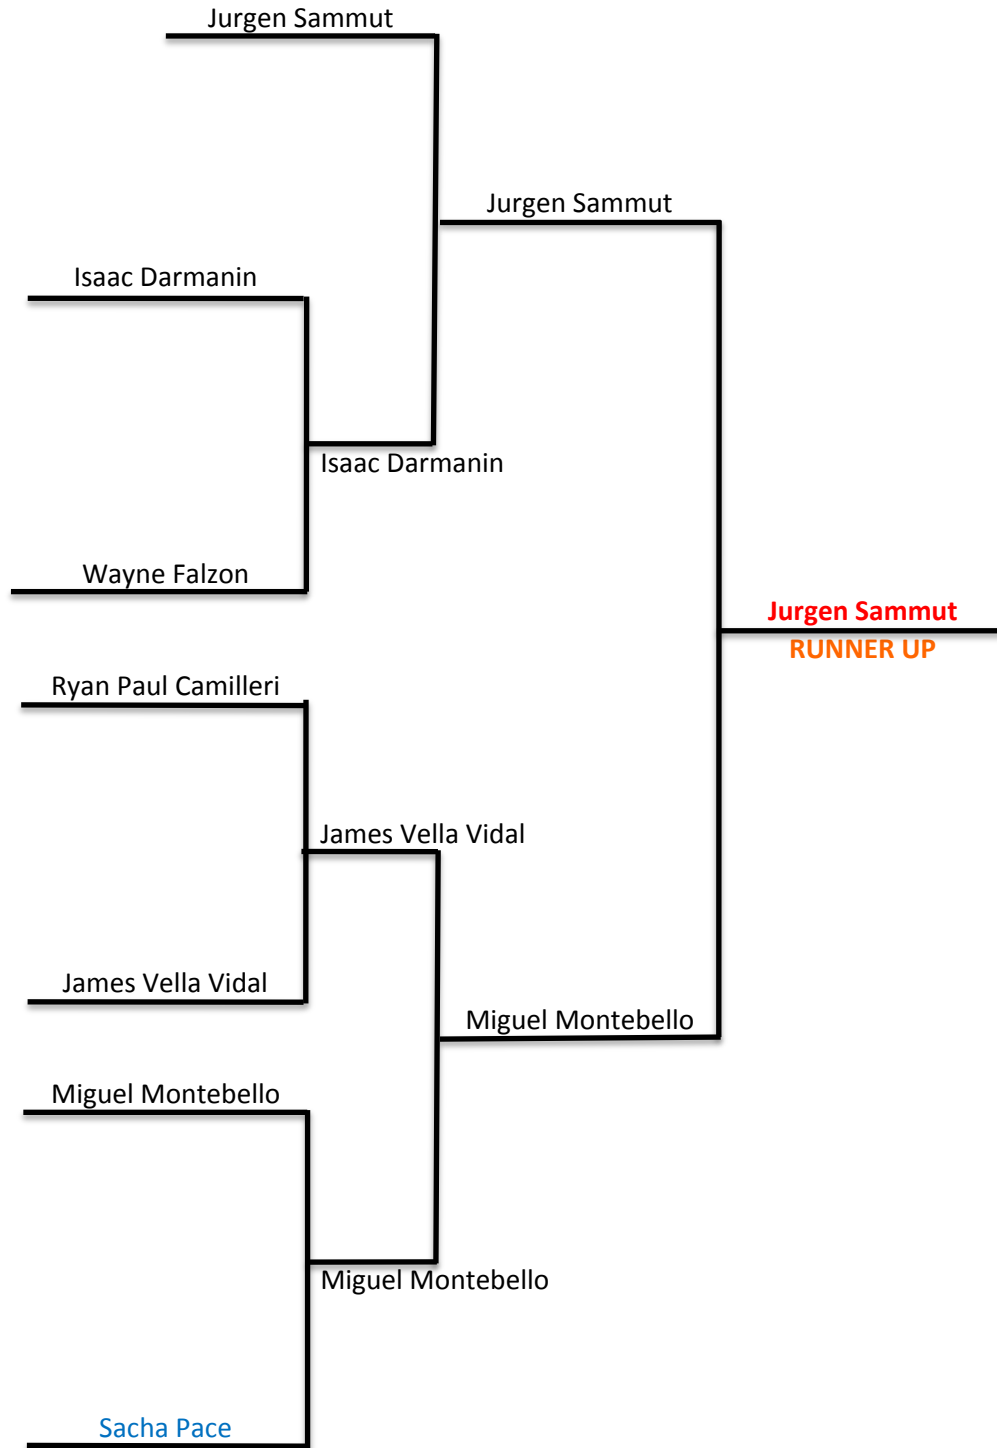 Jurgen Sammut
Jurgen Sammut
Isaac Darmanin
Isaac Darmanin
Wayne Falzon
Jurgen Sammut
RUNNER UP
Ryan Paul Camilleri
James Vella Vidal
James Vella Vidal
Miguel Montebello
Miguel Montebello
Miguel Montebello
Sacha Pace